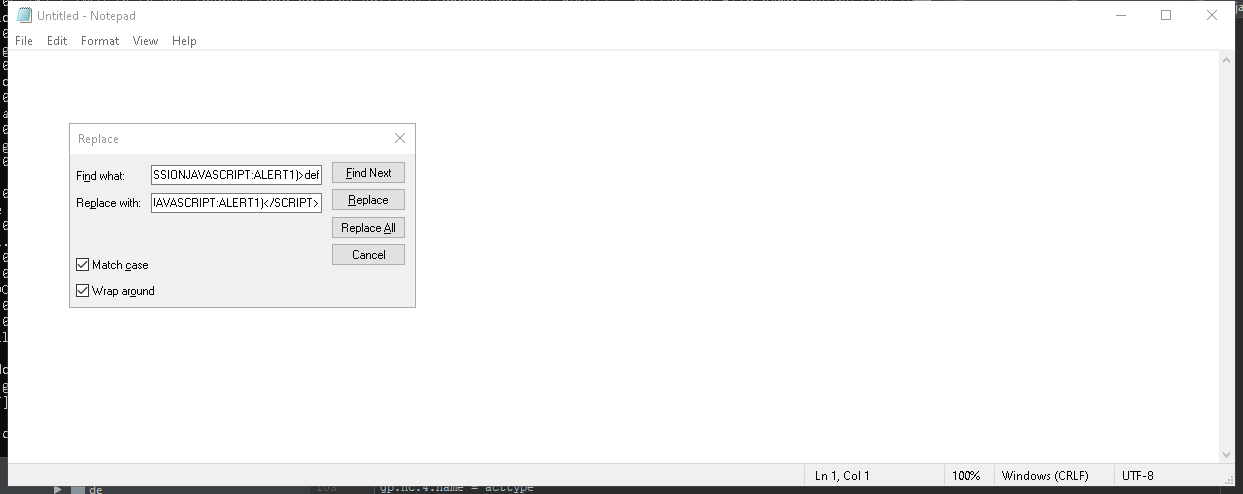 Untitled - Notepad
File Edit Format View Help
Replace
Find what: SSIONJAVASCRIPT:ALERT1)>def Find Next
Replace with: IAVASCRIPT:ALERT1)</SCRIPT> Replace
Replace All
Cancel
Match case
Wrap around
Ln 1, Col 1 100% Windows (CRLF) UTF-8
de
gp.nc.4.name = acttype